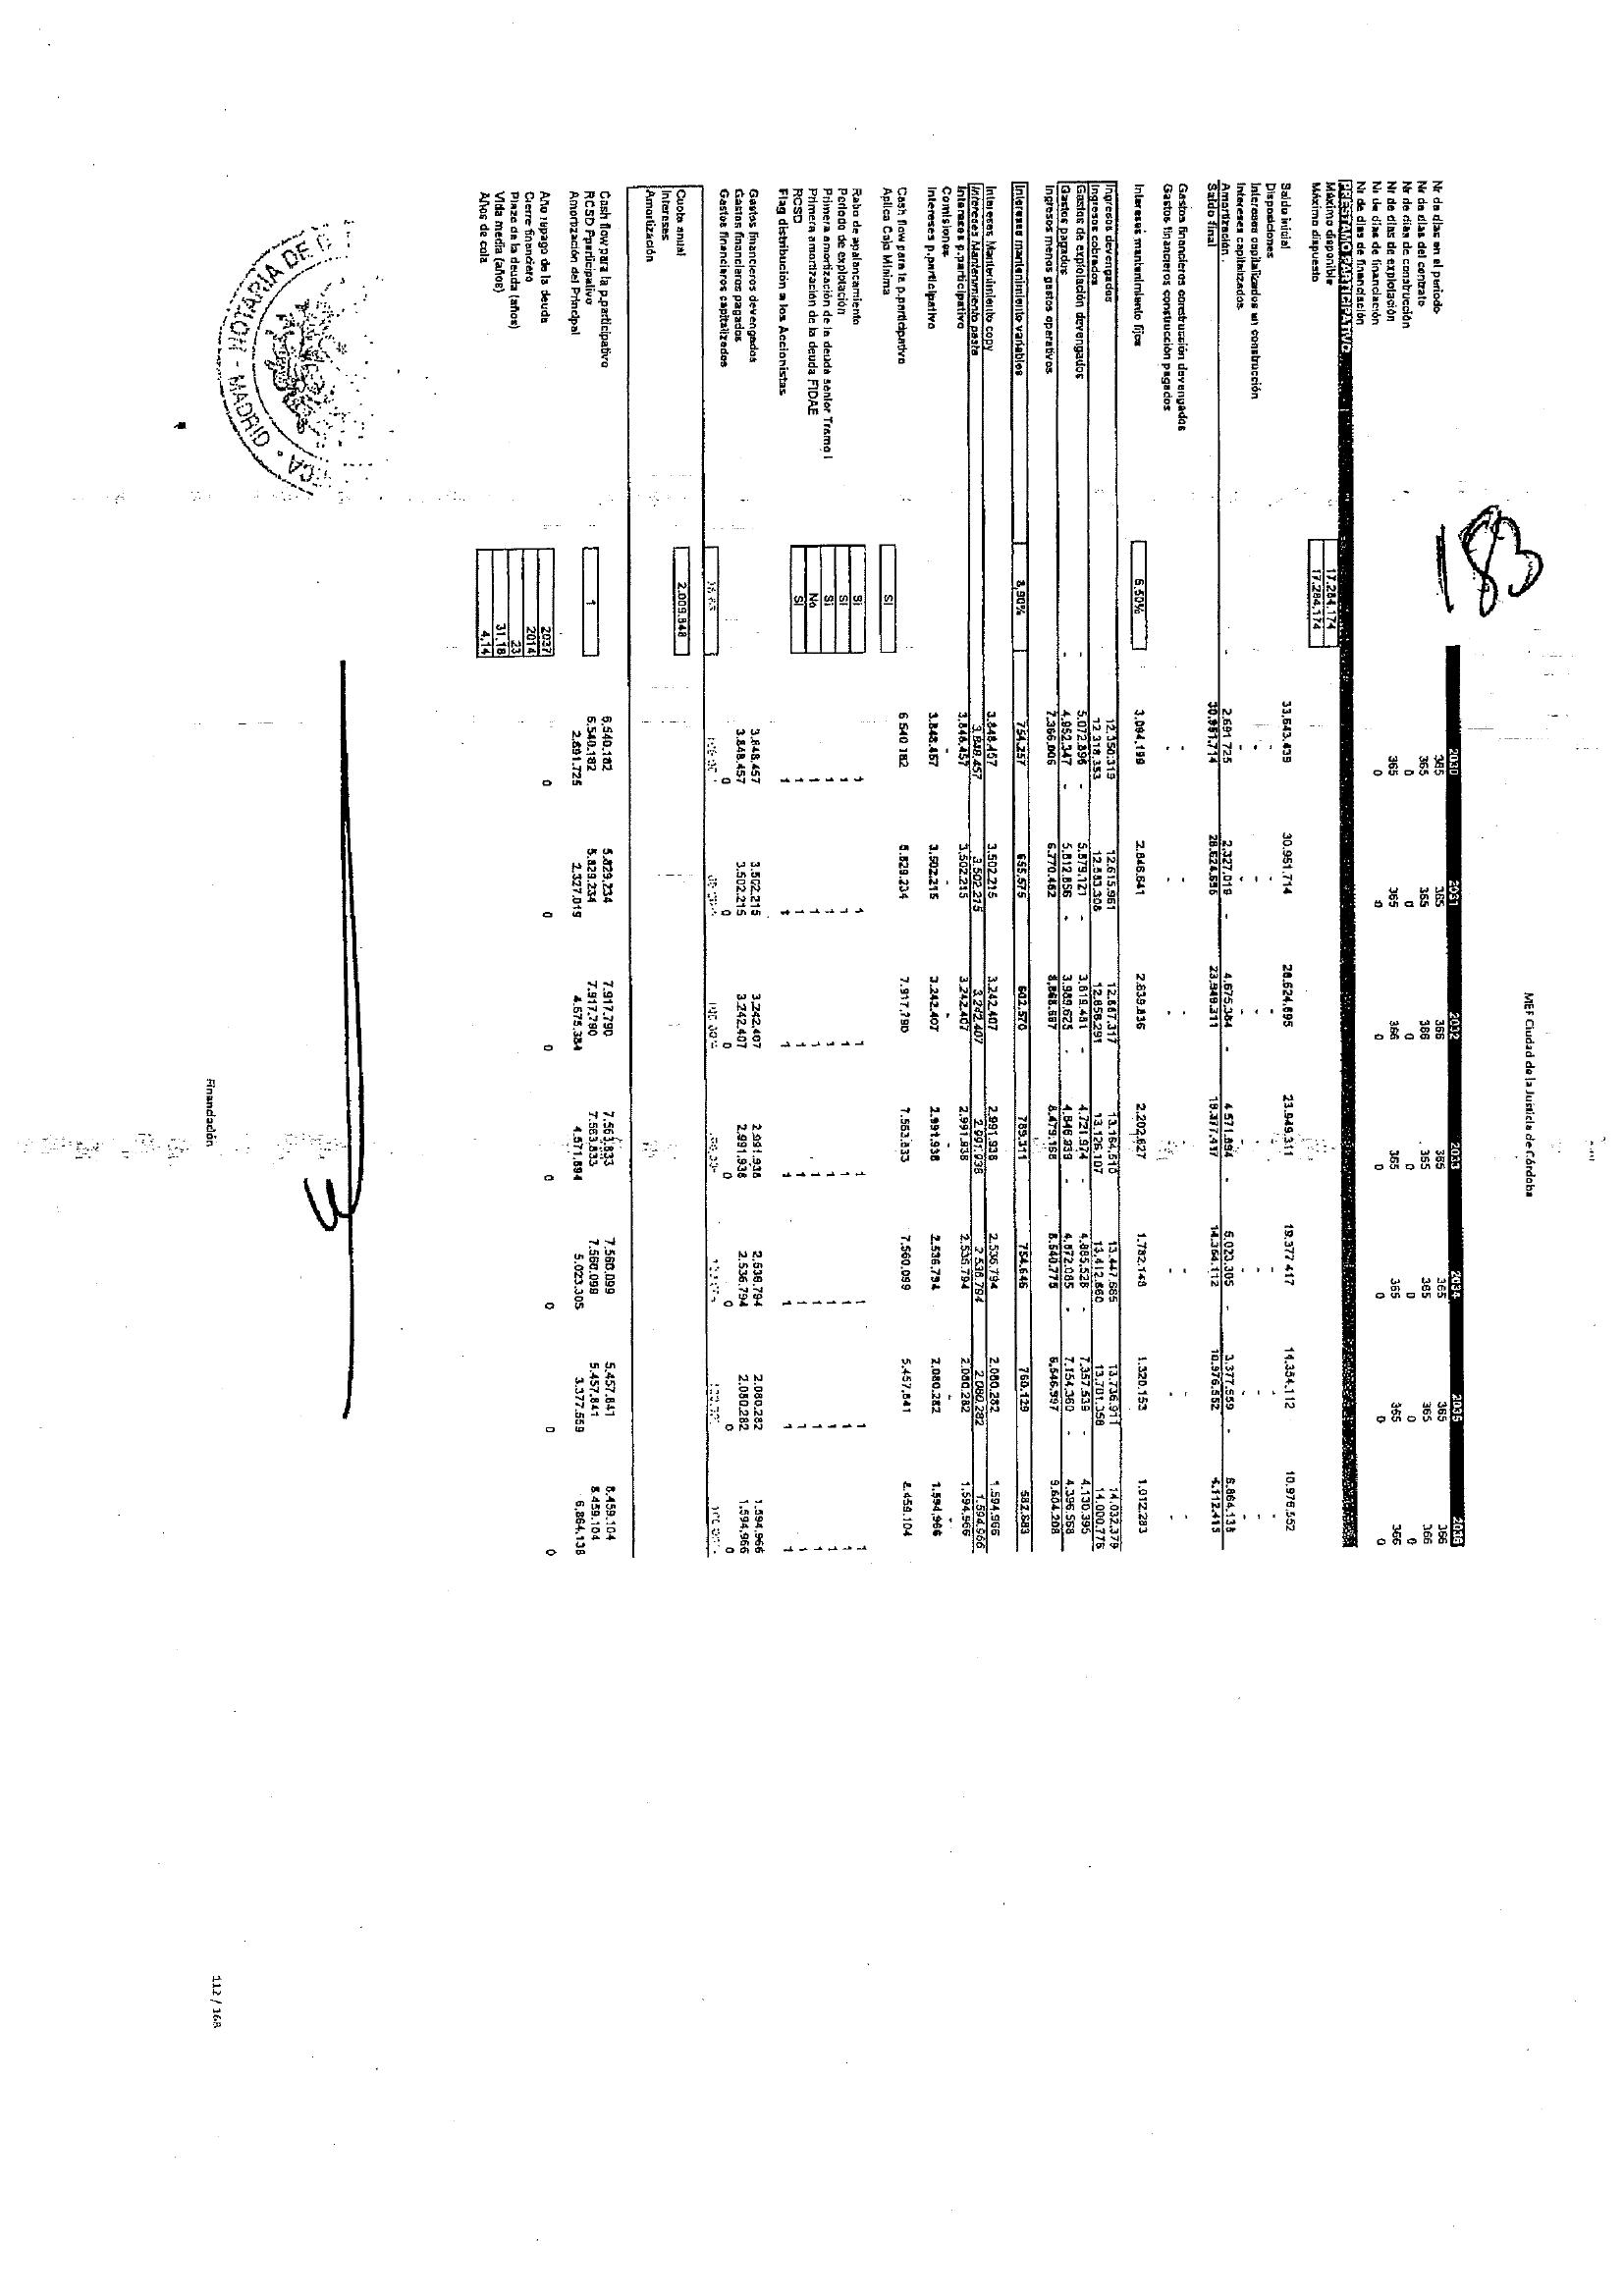 183
MEF Ciudad de la Justicia de Córdoba
2030 2031 2032 2033 2034 2035 2036
Nr de días en el periodo 365 365 366 365 365 365 366
Nr de días del contrato 365 365 366 365 365 365 366
Nr de días de construcción 0 0 0 0 0 0 0
Nr de días de explotación 365 365 366 365 365 365 366
Nr de días de financiación 0 0 0 0 0 0 0
Nr de días de financiación
PRESTAMO PARTICIPATIVO
Máximo disponible 17.284.174
Máximo dispuesto 17.284.174
Saldo inicial 33.643.439 30.951.714 28.624.695 23.949.311 19.377.417 14.354.112 10.976.552
Disposiciones - - - - - - -
Intereses capitalizados en construcción
Intereses capitalizados - - - - - - -
Amortización - 2.691.725 2.327.019 4.675.384 4.571.894 5.023.305 3.377.559 6.864.138
Saldo final 30.951.714 28.624.695 23.949.311 19.377.417 14.354.112 10.976.552 4.112.415
Gastos financieros construcción devengados - - - - - - -
Gastos financieros construcción pagados - - - - - - -
Intereses mantenimiento fijos 3.094.199 2.846.641 2.202.627 1.782.148 1.320.153 1.012.283
Ingresos devengados 12.350.319 12.615.961 12.887.317 13.164.510 13.447.665 13.736.911 14.032.379
Ingresos cobrados 12.318.353 12.583.308 12.856.291 13.126.107 13.412.860 13.701.358 14.000.776
Gastos de explotación devengados - 5.072.896 - 5.879.121 - 3.819.481 - 4.721.974 - 4.885.528 - 7.357.539 - 4.130.395
Gastos pagados - 4.952.347 - 5.812.856 - 3.989.625 - 4.646.939 - 4.872.085 - 7.154.360 - 4.396.568
Ingresos menos gastos operativos 7.366.006 6.770.452 8.479.168 8.540.775 6.546.997 9.604.208
Intereses mantenimiento variables 754.257 655.575 602.570 789.311 754.646 760.129 582.683
Intereses Mantenimiento copy 3.848.457 3.502.215 3.242.407 2.991.938 2.536.794 2.080.282 1.594.966
Intereses Mantenimiento paste 3.848.457 3.502.215 3.242.407 2.991.938 2.536.794 2.080.282 1.594.966
Intereses p.participativo 3.848.457 3.502.215 3.242.407 2.991.938 2.536.794 2.080.282 1.594.966
Comisiones - - - - - - -
Intereses p.participativo 3.848.457 3.502.215 3.242.407 2.991.938 2.536.794 2.080.282 1.594.966
Cash flow para la p.participativo 6.540.182 5.829.234 7.917.790 7.563.833 7.560.099 5.457.841 8.459.104
Aplica Caja Mínima SI
Ratio de apalancamiento SI 1 1 1 1 1 1 1
Periodo de explotación SI 1 1 1 1 1 1 1
Primera amortización de la deuda senior Tramo I SI 1 1 1 1 1 1 1
Primera amortización de la deuda FIDAE No 1 1 1 1 1 1 1
RCSD SI 1 1 1 1 1 1 1
Flag distribución a los Accionistas 1 1 1 1 1 1 1
Gastos financieros devengados 3.848.457 3.502.215 3.242.407 2.991.938 2.536.794 2.080.282 1.594.966
Gastos financieros pagados 3.848.457 3.502.215 3.242.407 2.991.938 2.536.794 2.080.282 1.594.966
Gastos financieros capitalizados 0 0 0 0 0 0 0
Cuota anual 2.009.848
Intereses
Amortización
Cash flow para la p.participativo 6.540.182 5.829.234 7.917.790 7.563.833 7.560.099 5.457.841 8.459.104
RCSD Pparticipativo 1 6.540.182 5.829.234 7.917.790 7.563.833 7.560.099 5.457.841 8.459.104
Amortización del Principal 2.691.725 2.327.019 4.675.384 4.571.894 5.023.305 3.377.559 6.864.138
Año repago de la deuda 2037 0 0 0 0 0 0 0
Cierre financiero 2014
Plazo de la deuda (años) 23
Vida media (años) 31,18
Años de cola 4,14
NOTARIA DE
MADRID
Financiación
112 / 168